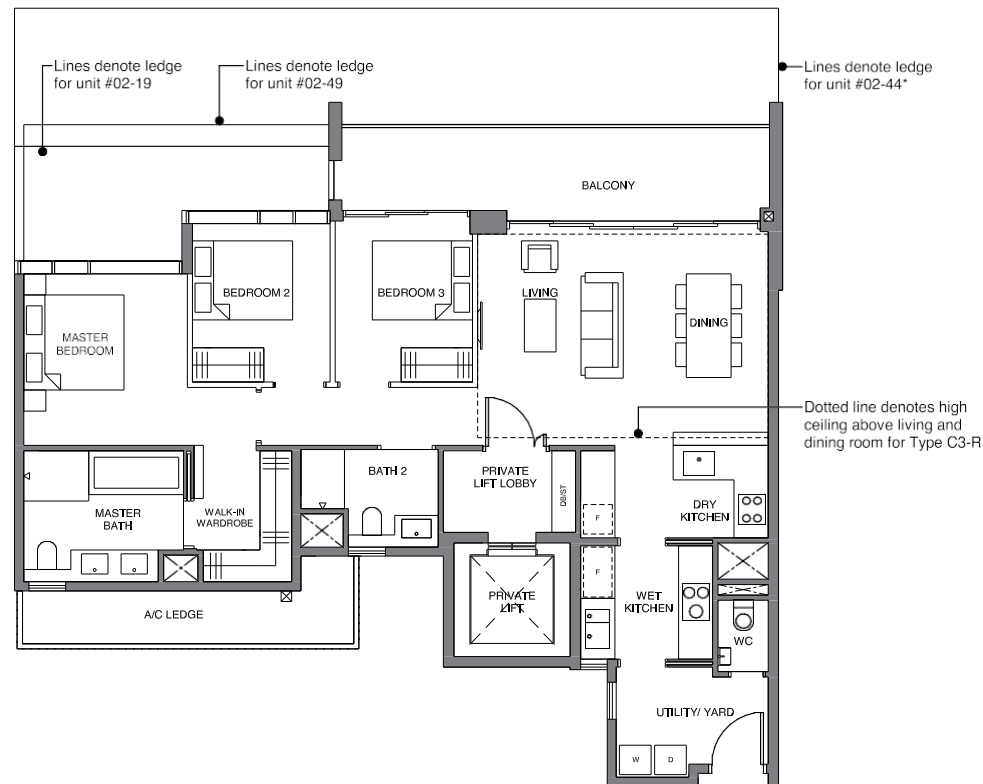 Lines denote ledge
for unit #02-19
Lines denote ledge
for unit #02-49
Lines denote ledge
for unit #02-44*
BALCONY
BEDROOM 2
BEDROOM 3
LIVING
DINING
MASTER
BEDROOM
Dotted line denotes high
ceiling above living and
dining room for Type C3-R
BATH 2
PRIVATE
LIFT LOBBY
DB/ST
MASTER
BATH
WALK-IN
WARDROBE
F
DRY
KITCHEN
F
PRIVATE
LIFT
WET
KITCHEN
A/C LEDGE
WC
UTILITY/ YARD
W
D